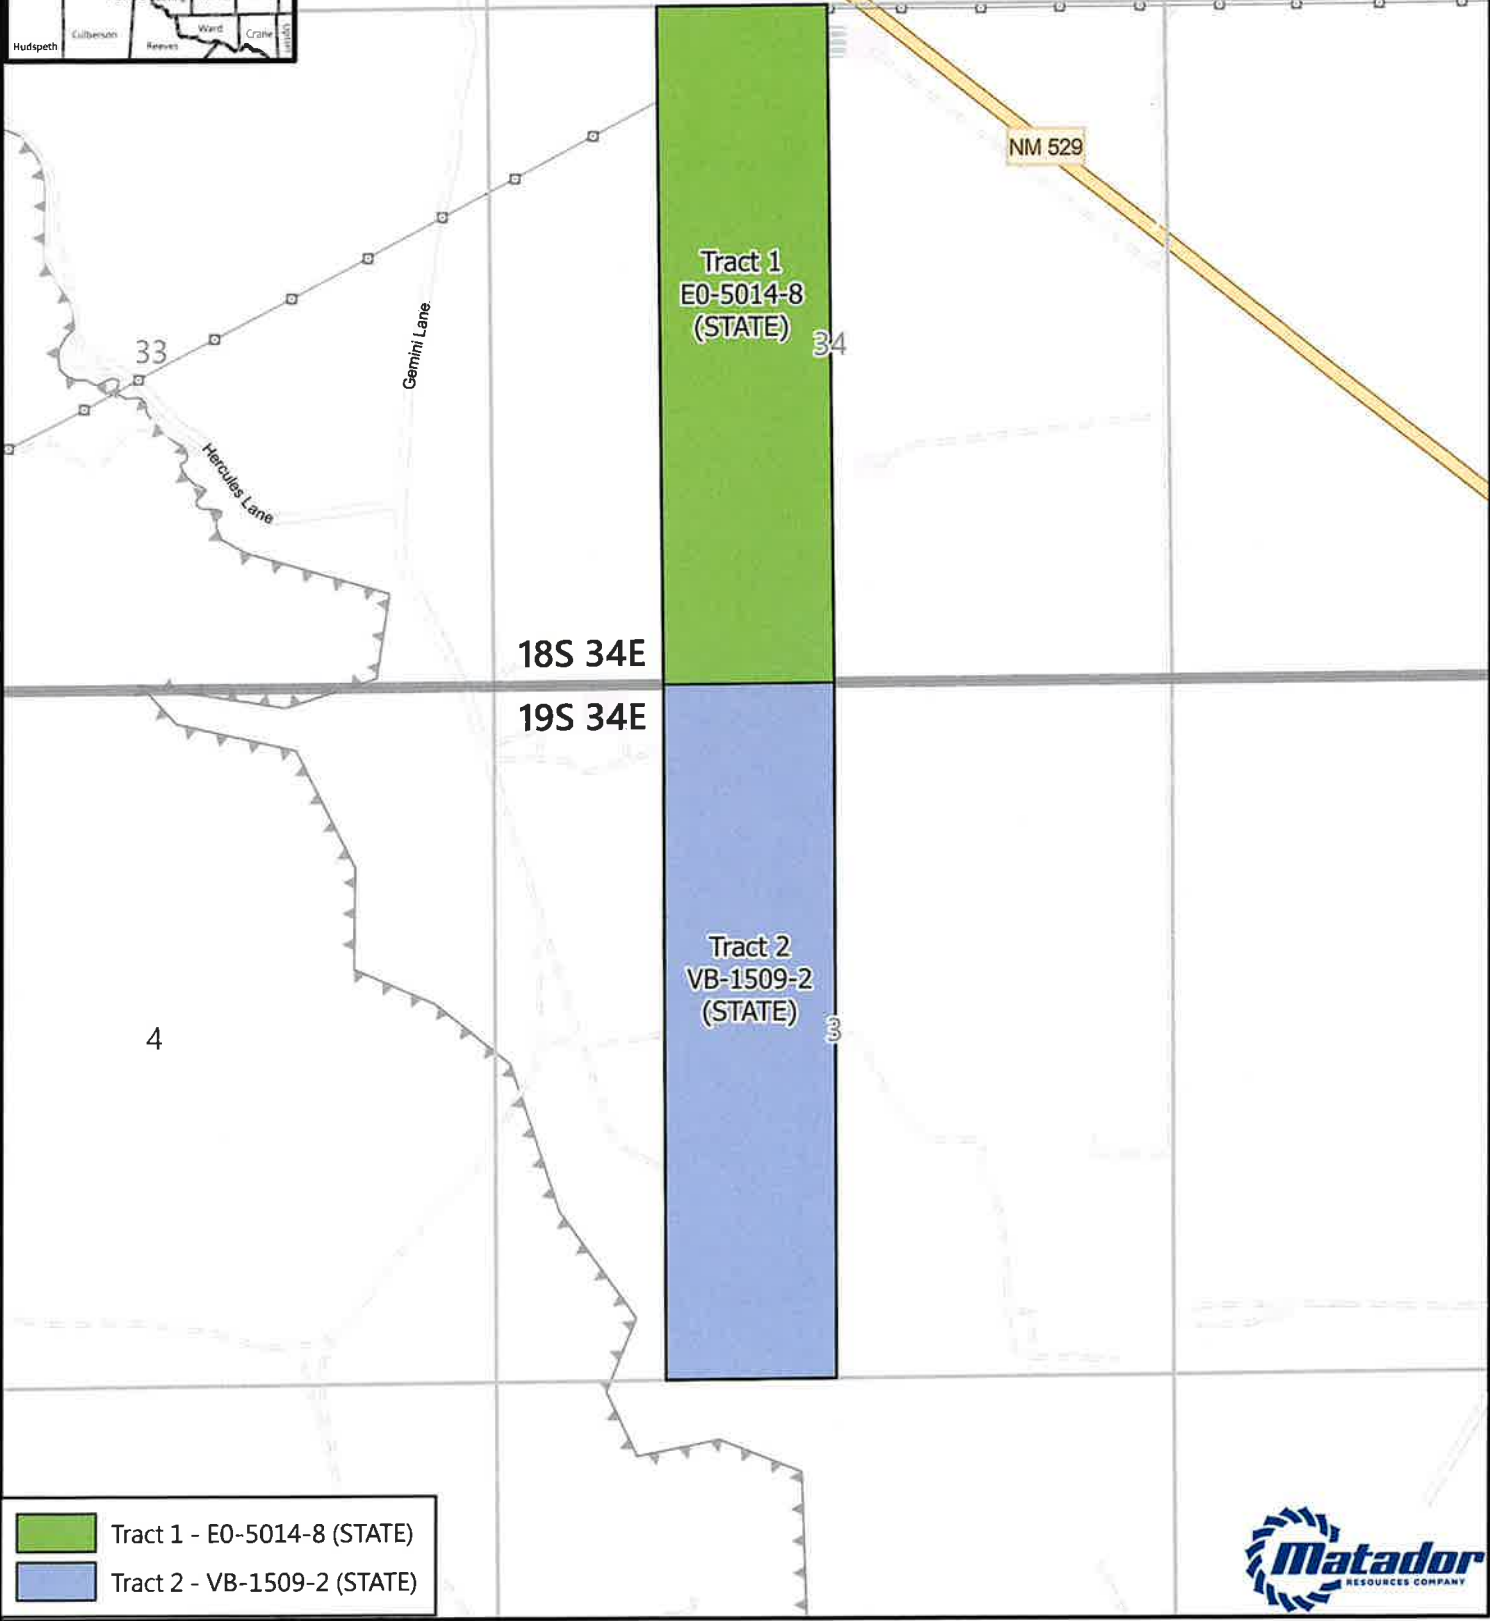 Hudspeth
Culberson
Reeves
Ward
Crane
NM 529
Tract 1
E0-5014-8
(STATE)
34
33
Gemini Lane
Hercules Lane
18S 34E
19S 34E
Tract 2
VB-1509-2
(STATE)
3
4
Tract 1 - E0-5014-8 (STATE)
Tract 2 - VB-1509-2 (STATE)
Matador
RESOURCES COMPANY